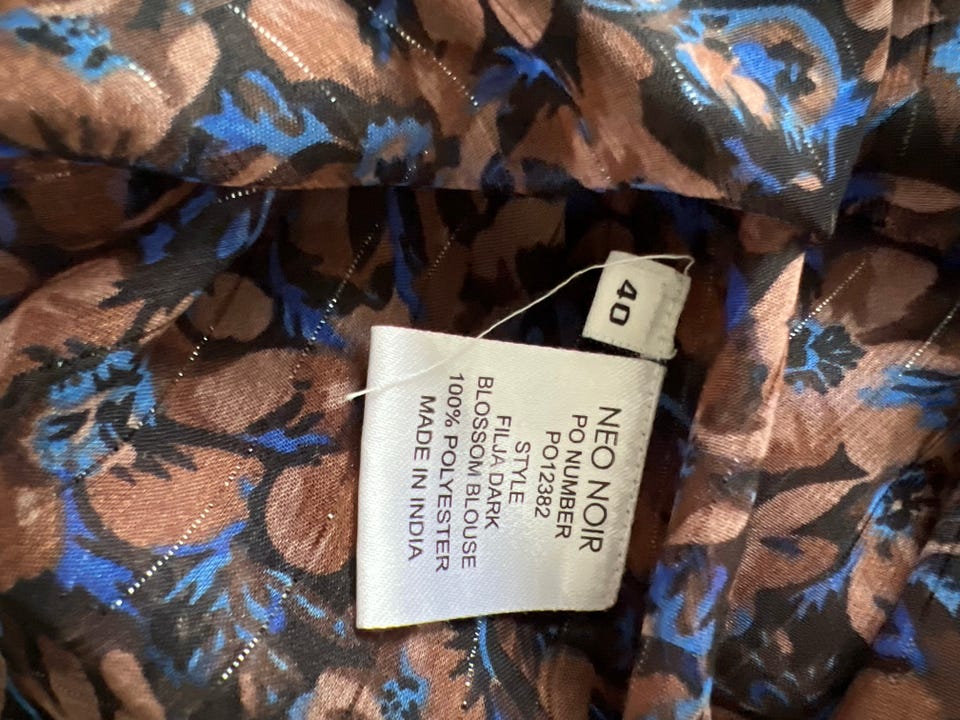 40
NEO NOIR
PO NUMBER
PO12382
STYLE
FILJA DARK
BLOSSOM BLOUSE
100% POLYESTER
MADE IN INDIA